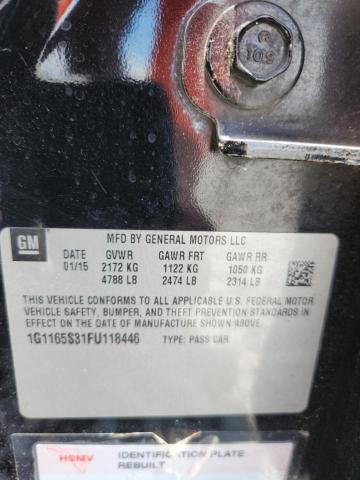 10.9
GM
MFD BY GENERAL MOTORS LLC
DATE GVWR GAWR FRT GAWR RR
01/15 2172 KG 1122 KG 1050 KG
4788 LB 2474 LB 2314 LB
THIS VEHICLE CONFORMS TO ALL APPLICABLE U.S. FEDERAL MOTOR
VEHICLE SAFETY, BUMPER, AND THEFT PREVENTION STANDARDS
IN EFFECT ON THE DATE OF MANUFACTURE SHOWN ABOVE.
1G1165S31FU118446 TYPE: PASS CAR
HSMV
IDENTIFICATION PLATE
REBUILT